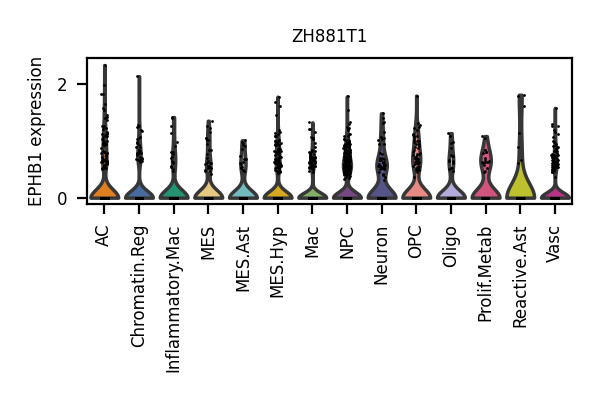 ZH881T1
EPHB1 expression
2
0
AC
Chromatin.Reg
Inflammatory.Mac
MES
MES.Ast
MES.Hyp
Mac
NPC
Neuron
OPC
Oligo
Prolif.Metab
Reactive.Ast
Vasc